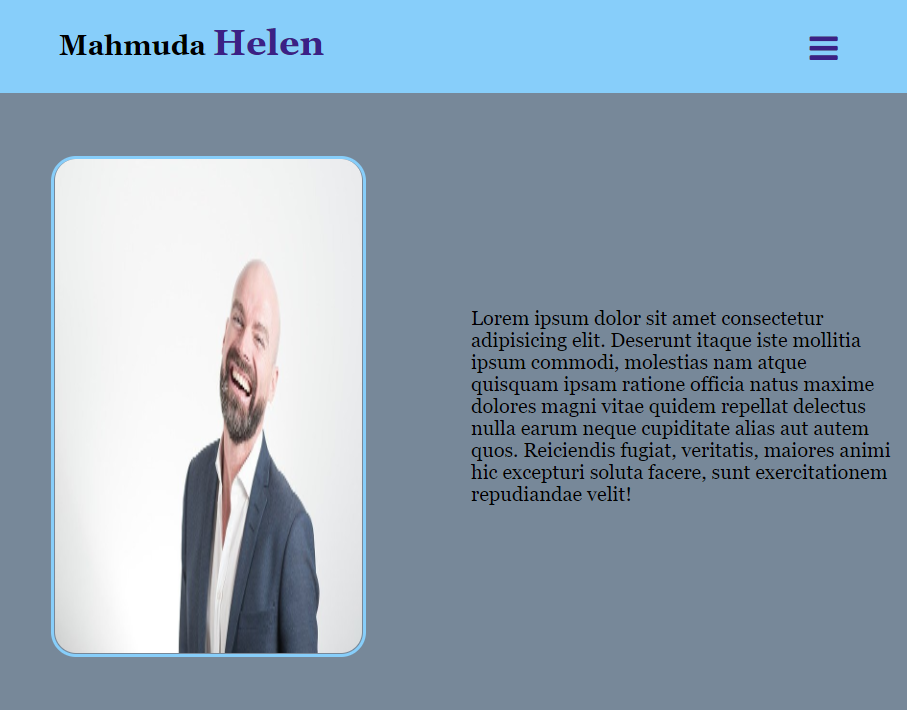 Mahmuda Helen
Lorem ipsum dolor sit amet consectetur
adipisicing elit. Deserunt itaque iste mollitia
ipsum commodi, molestias nam atque
quisquam ipsam ratione officia natus maxime
dolores magni vitae quidem repellat delectus
nulla earum neque cupiditate alias aut autem
quos. Reiciendis fugiat, veritatis, maiores animi
hic excepturi soluta facere, sunt exercitationem
repudiandae velit!